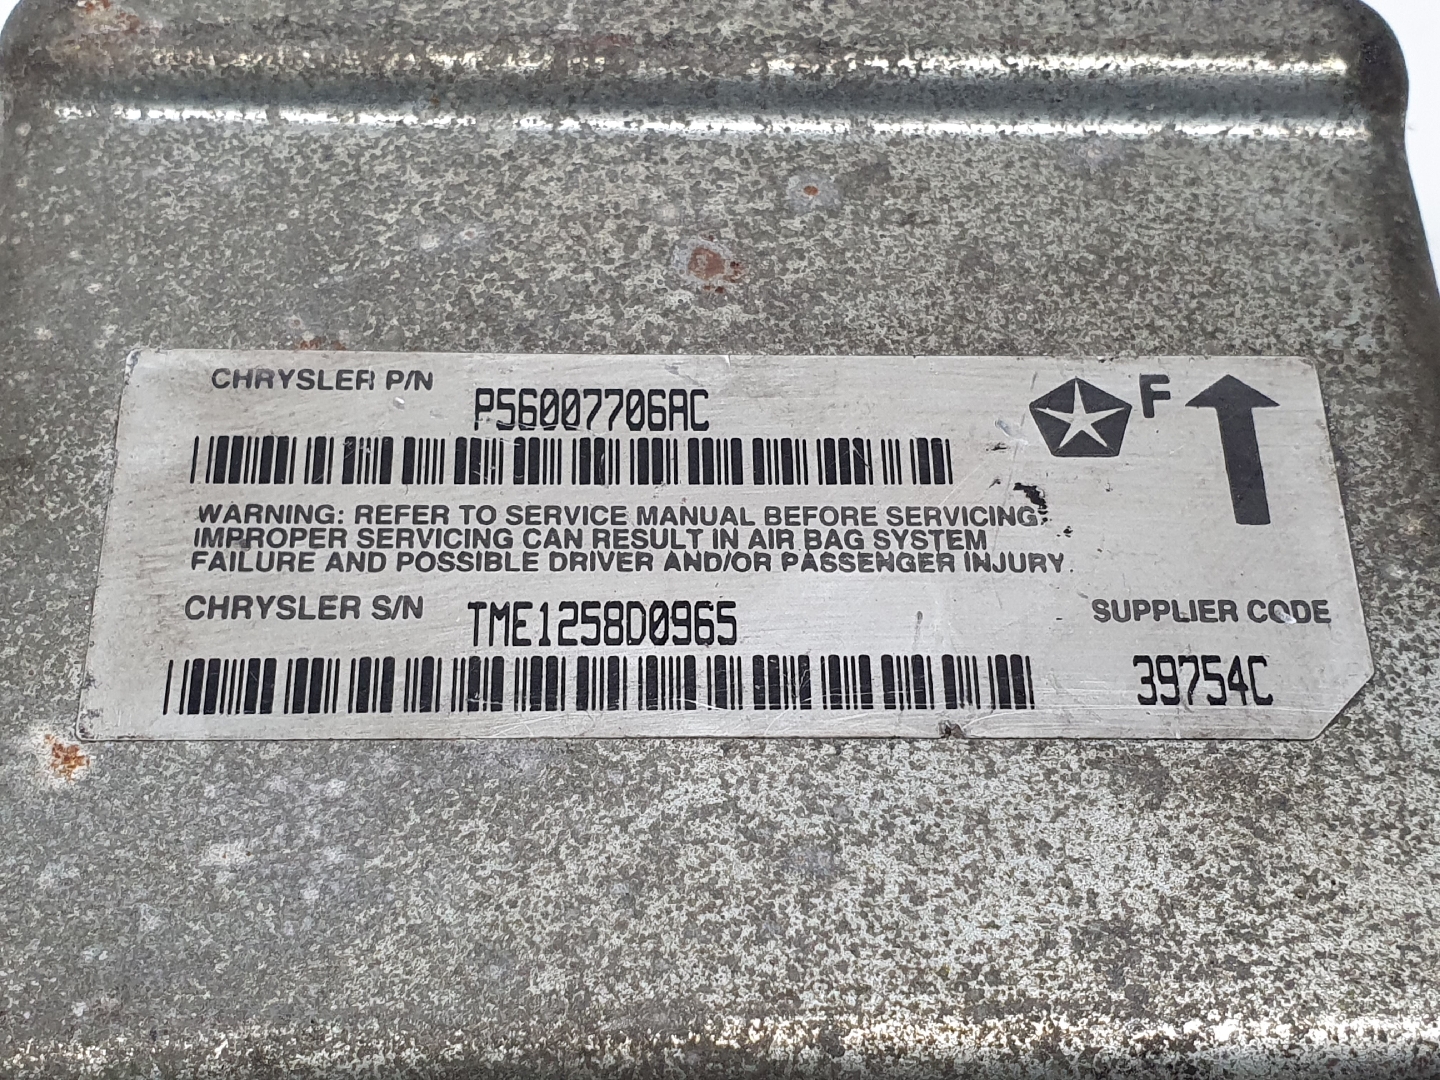 CHRYSLER P/N P56007706AC
F
WARNING: REFER TO SERVICE MANUAL BEFORE SERVICING.
IMPROPER SERVICING CAN RESULT IN AIR BAG SYSTEM
FAILURE AND POSSIBLE DRIVER AND/OR PASSENGER INJURY.
CHRYSLER S/N TME1258D0965
SUPPLIER CODE
39754C